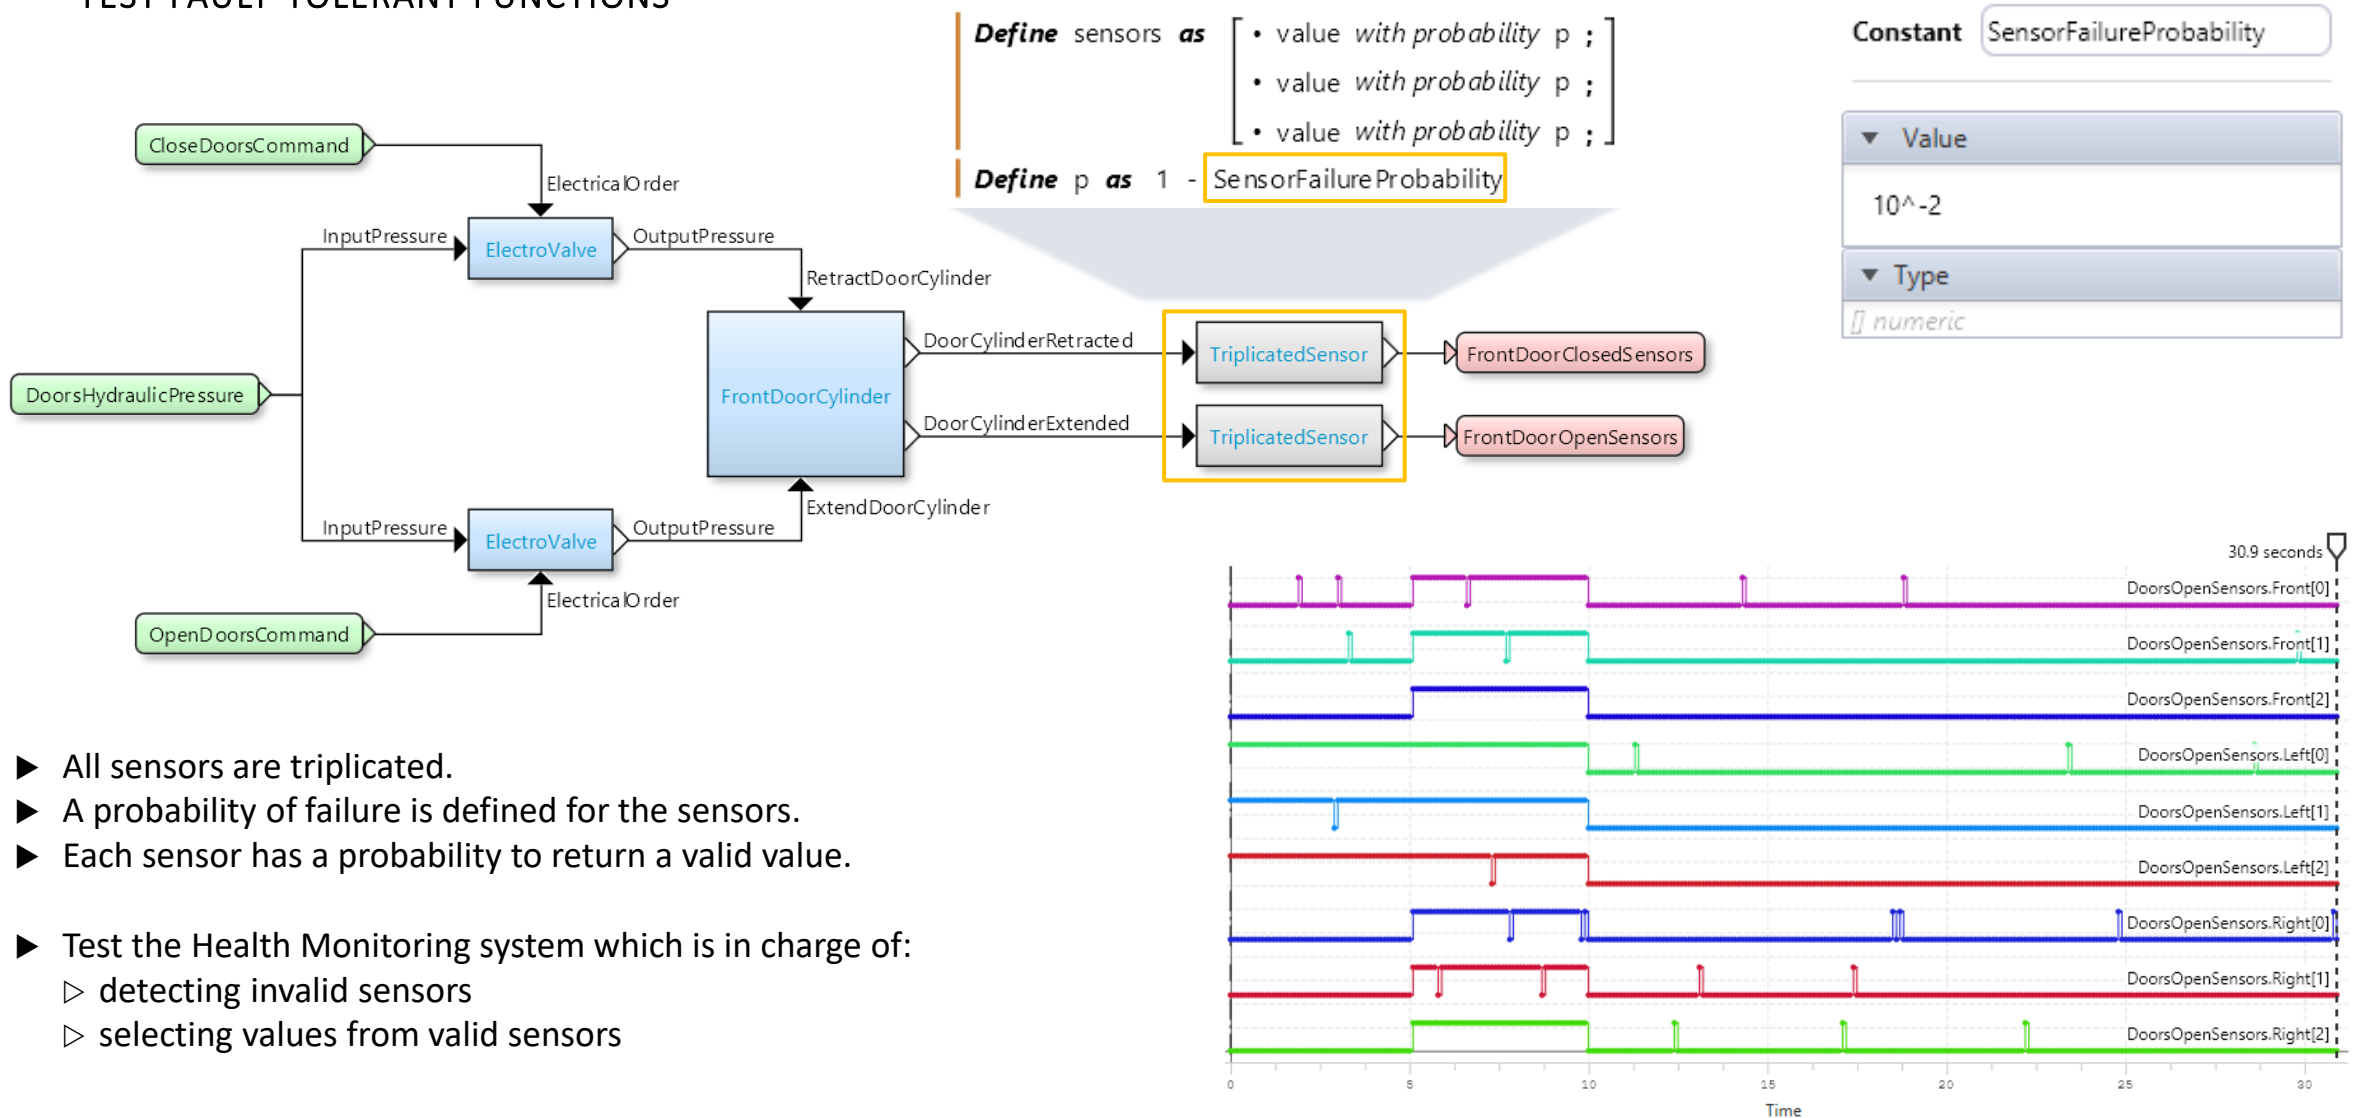 TEST FAULT TOLERANT FUNCTIONS
Define sensors as
• value with probability p ;
• value with probability p ;
• value with probability p ;
Define p as 1 - SensorFailureProbability
Constant SensorFailureProbability
Value
10^-2
Type
[] numeric
CloseDoorsCommand
ElectricalOrder
InputPressure
ElectroValve
OutputPressure
RetractDoorCylinder
DoorsHydraulicPressure
FrontDoorCylinder
DoorCylinderRetracted
TriplicatedSensor
FrontDoorClosedSensors
DoorCylinderExtended
TriplicatedSensor
FrontDoorOpenSensors
ExtendDoorCylinder
InputPressure
ElectroValve
OutputPressure
ElectricalOrder
OpenDoorsCommand
▶ All sensors are triplicated.
▶ A probability of failure is defined for the sensors.
▶ Each sensor has a probability to return a valid value.
▶ Test the Health Monitoring system which is in charge of:
▷ detecting invalid sensors
▷ selecting values from valid sensors
30.9 seconds
DoorsOpenSensors.Front[0]
DoorsOpenSensors.Front[1]
DoorsOpenSensors.Front[2]
DoorsOpenSensors.Left[0]
DoorsOpenSensors.Left[1]
DoorsOpenSensors.Left[2]
DoorsOpenSensors.Right[0]
DoorsOpenSensors.Right[1]
DoorsOpenSensors.Right[2]
0 5 10 15 20 25 30
Time